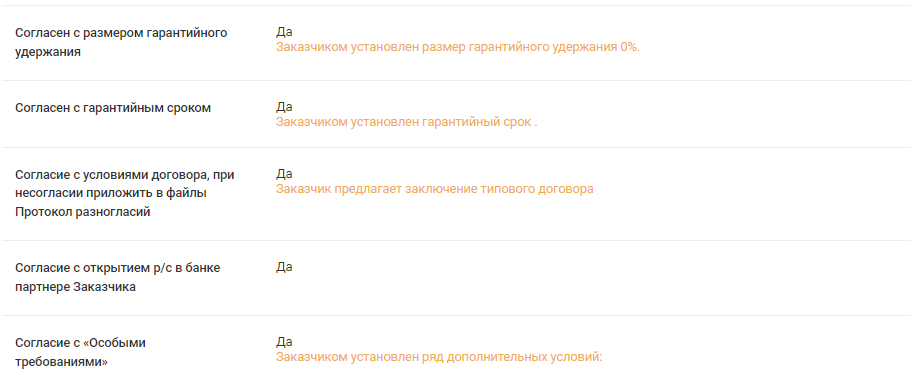 Согласен с размером гарантийного
удержания
Да
Заказчиком установлен размер гарантийного удержания 0%.
Согласен с гарантийным сроком
Да
Заказчиком установлен гарантийный срок .
Согласие с условиями договора, при
несогласии приложить в файлы
Протокол разногласий
Да
Заказчик предлагает заключение типового договора
Согласие с открытием р/с в банке
партнере Заказчика
Да
Согласие с «Особыми
требованиями»
Да
Заказчиком установлен ряд дополнительных условий: